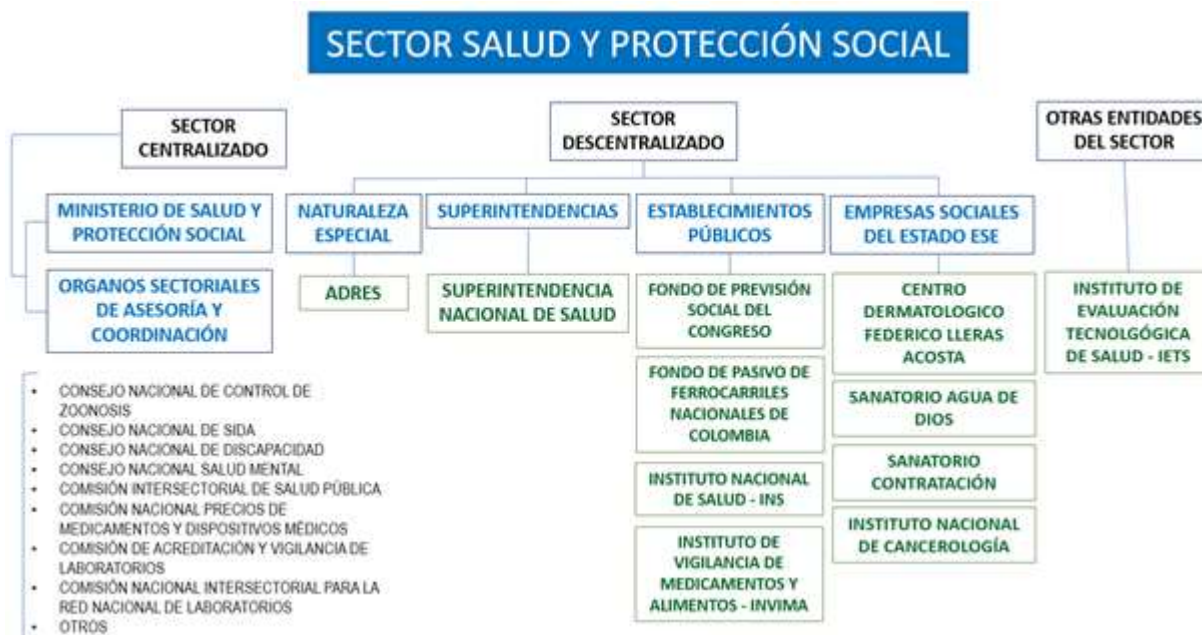 SECTOR SALUD Y PROTECCIÓN SOCIAL
SECTOR
CENTRALIZADO
SECTOR
DESCENTRALIZADO
OTRAS ENTIDADES
DEL SECTOR
MINISTERIO DE SALUD Y
PROTECCIÓN SOCIAL
NATURALEZA
ESPECIAL
SUPERINTENDENCIAS
ESTABLECIMIENTOS
PÚBLICOS
EMPRESAS SOCIALES
DEL ESTADO ESE
ORGANOS SECTORIALES
DE ASESORÍA Y
COORDINACIÓN
ADRES
SUPERINTENDENCIA
NACIONAL DE SALUD
FONDO DE PREVISIÓN
SOCIAL DEL
CONGRESO
CENTRO
DERMATOLOGICO
FEDERICO LLERAS
ACOSTA
INSTITUTO DE
EVALUACIÓN
TECNOLGÓGICA
DE SALUD - IETS
FONDO DE PASIVO DE
FERROCARRILES
NACIONALES DE
COLOMBIA
SANATORIO AGUA DE
DIOS
SANATORIO
CONTRATACIÓN
INSTITUTO NACIONAL
DE SALUD - INS
INSTITUTO NACIONAL
DE CANCEROLOGÍA
INSTITUTO DE
VIGILANCIA DE
MEDICAMENTOS Y
ALIMENTOS - INVIMA
• CONSEJO NACIONAL DE CONTROL DE
ZOONOSIS
• CONSEJO NACIONAL DE SIDA
• CONSEJO NACIONAL DE DISCAPACIDAD
• CONSEJO NACIONAL SALUD MENTAL
• COMISIÓN INTERSECTORIAL DE SALUD PÚBLICA
• COMISIÓN NACIONAL PRECIOS DE
MEDICAMENTOS Y DISPOSITIVOS MÉDICOS
• COMISIÓN DE ACREDITACIÓN Y VIGILANCIA DE
LABORATORIOS
• COMISIÓN NACIONAL INTERSECTORIAL PARA LA
RED NACIONAL DE LABORATORIOS
• OTROS